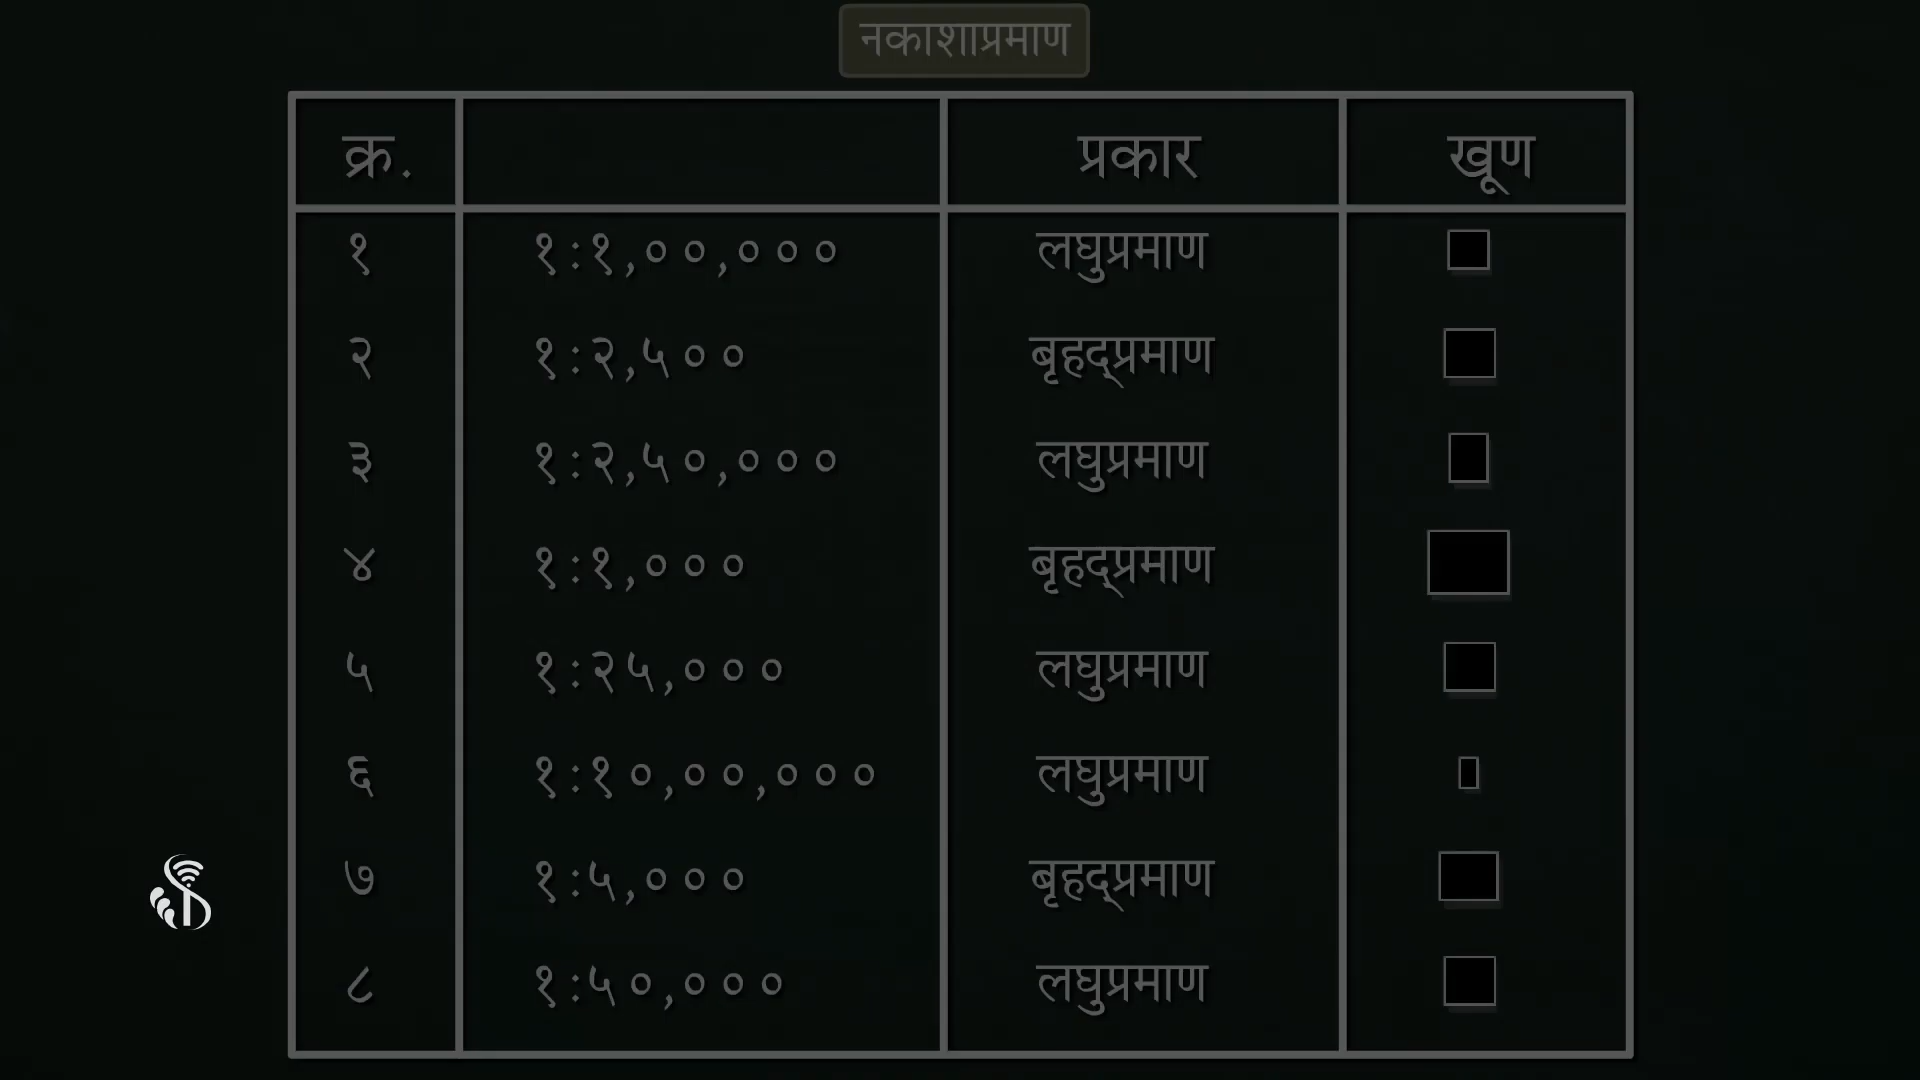 नकाशाप्रमाण
क्र. प्रकार खूण
१ १:१,००,००० लघुप्रमाण
२ १:२,५०० बृहद्प्रमाण
३ १:२,५०,००० लघुप्रमाण
४ १:१,००० बृहद्प्रमाण
५ १:२५,००० लघुप्रमाण
६ १:१०,००,००० लघुप्रमाण
७ १:५,००० बृहद्प्रमाण
८ १:५०,००० लघुप्रमाण